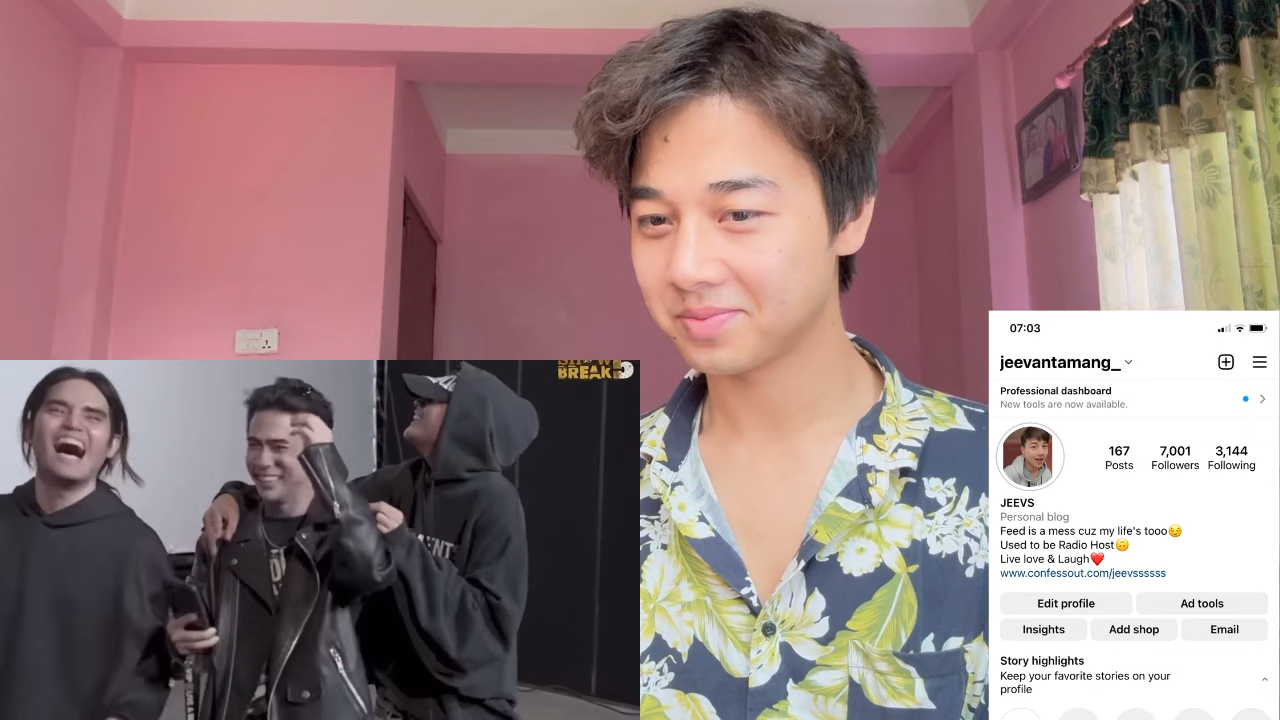 BREAK
MENT
07:03
jeevantamang_
Professional dashboard
New tools are now available.
167
7,001
3,144
Posts
Followers
Following
JEEVS
Personal blog
Feed is a mess cuz my life's tooo😏
Used to be Radio Host🙃
Live love & Laugh❤️
www.confessout.com/jeevssssss
Edit profile
Ad tools
Insights
Add shop
Email
Story highlights
Keep your favorite stories on your
profile